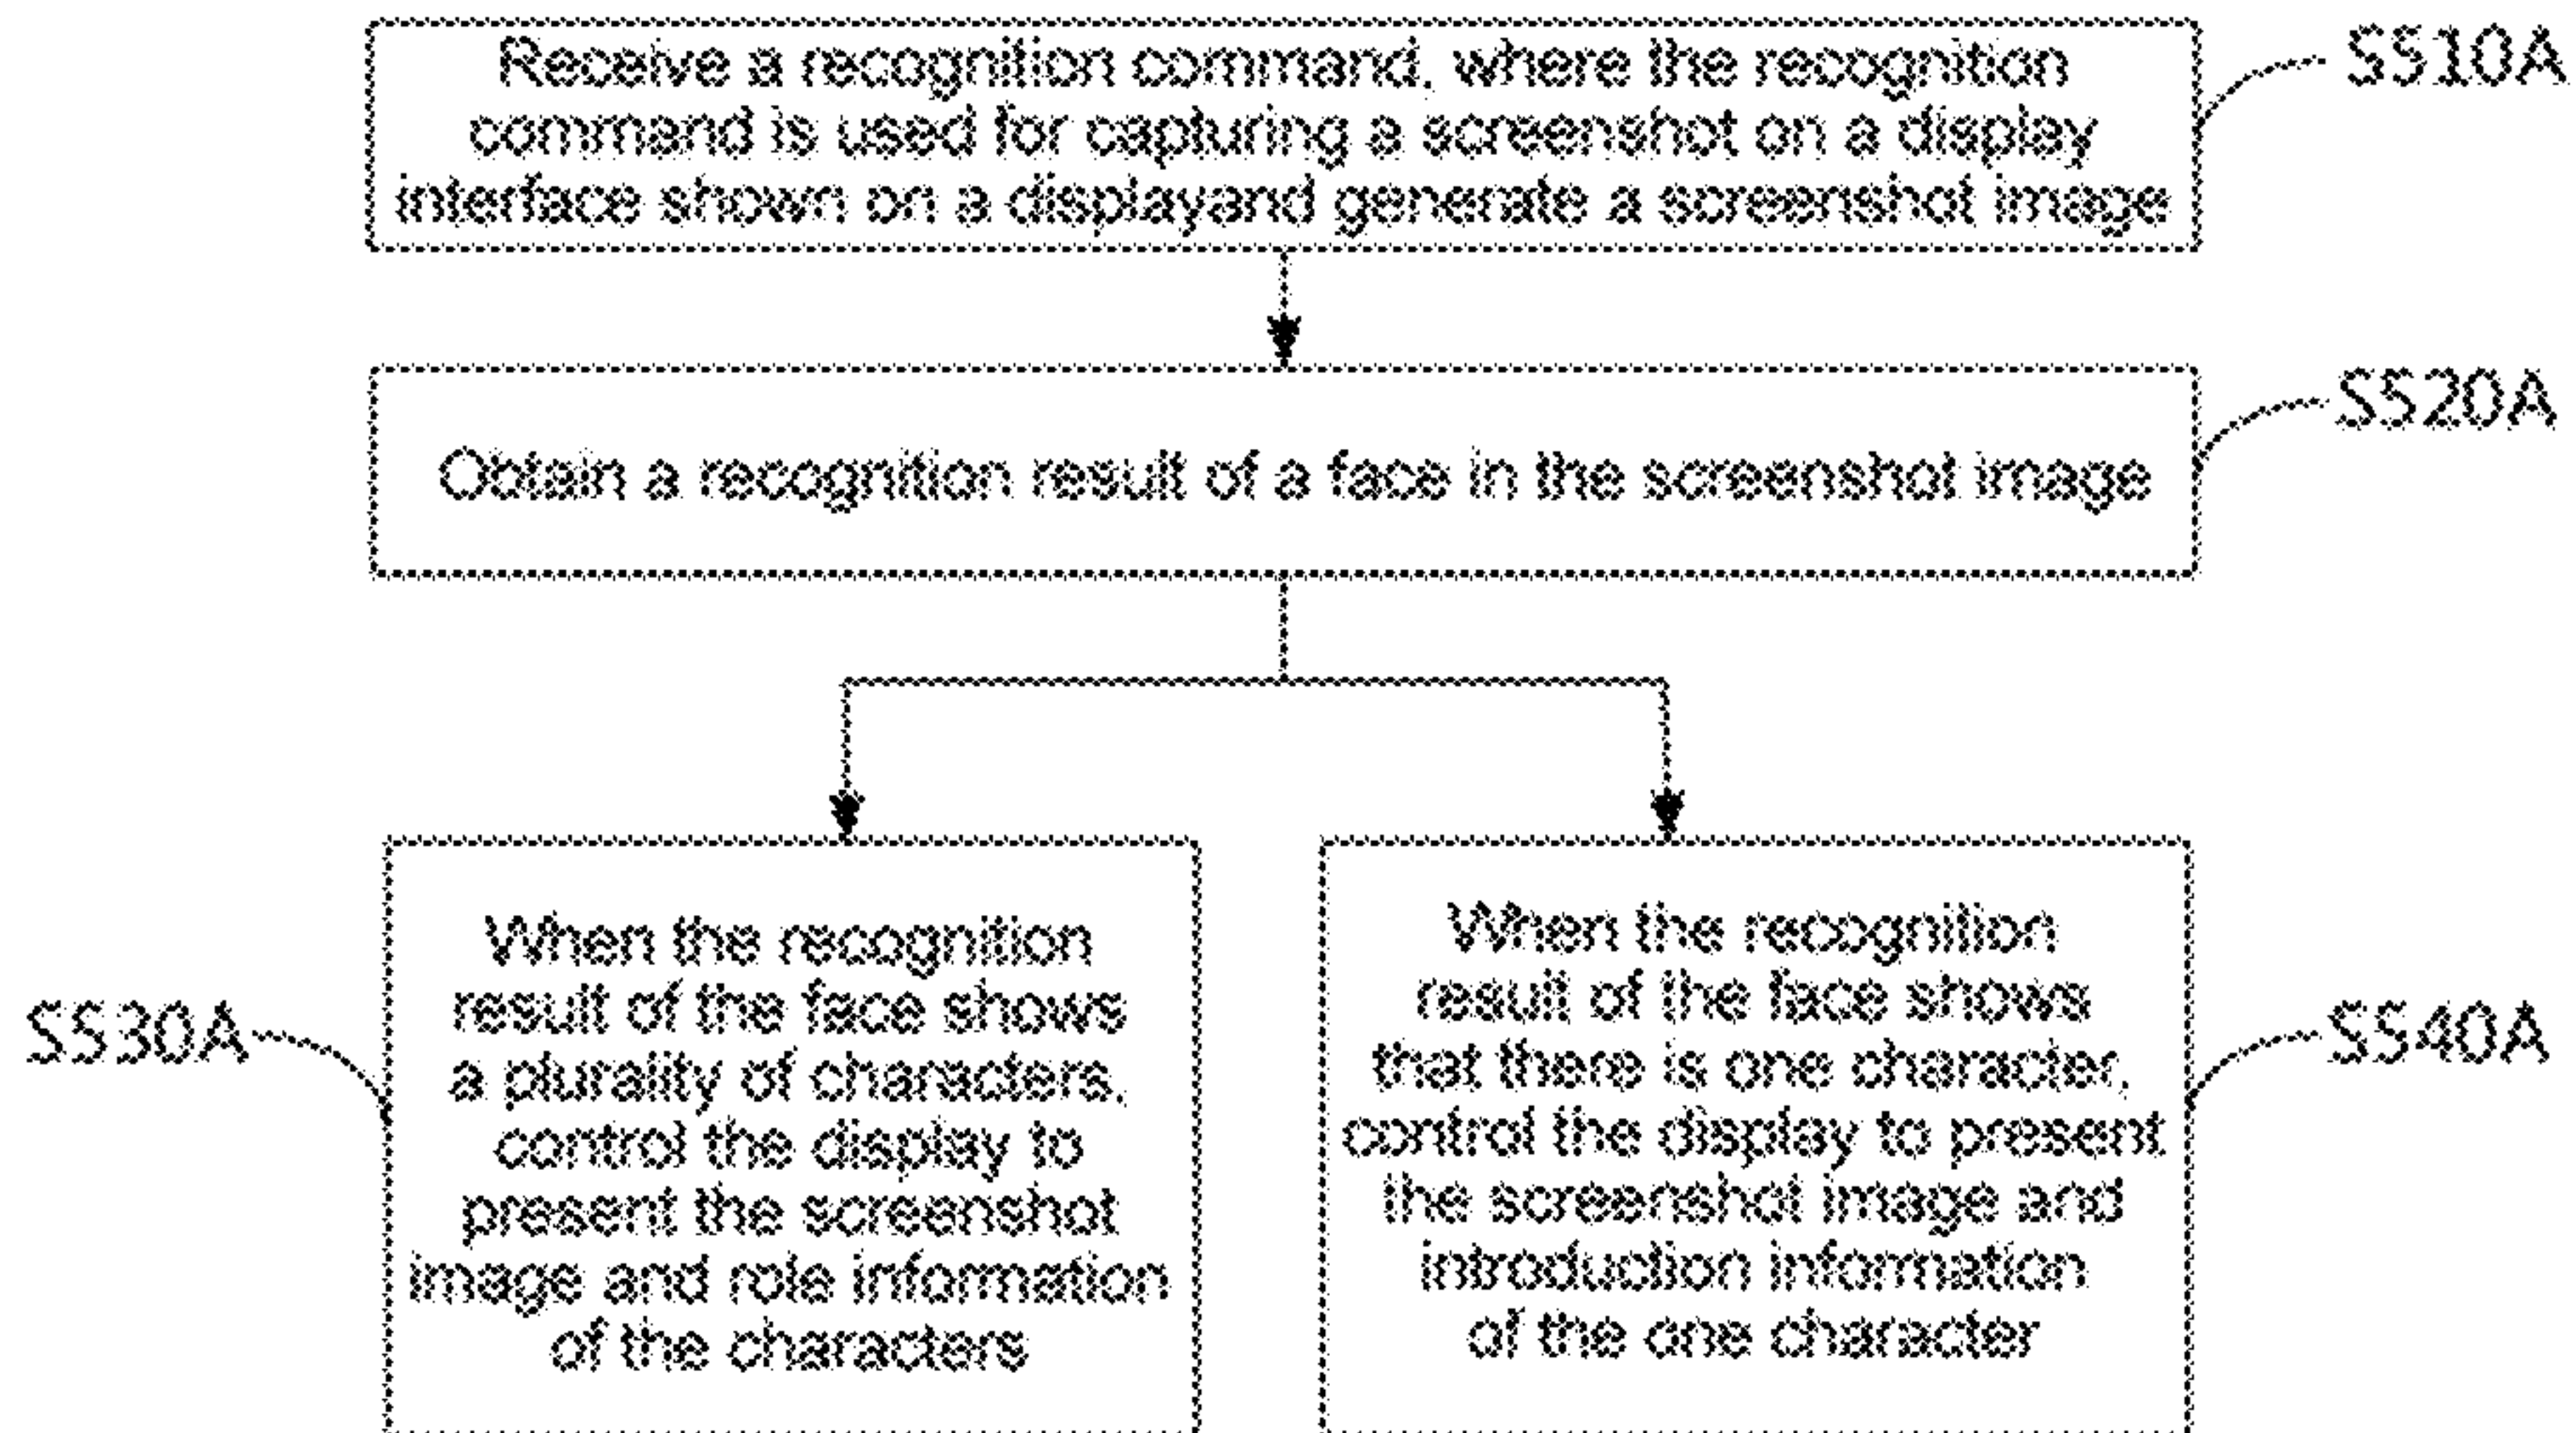 Receive a recognition command, where the recognition
command is used for capturing a screenshot on a display
interface shown on a displayand generate a screenshot image
S510A
Obtain a recognition result of a face in the screenshot image
S520A
When the recognition
result of the face shows
a plurality of characters,
control the display to
present the screenshot
image and role information
of the characters
S530A
When the recognition
result of the face shows
that there is one character,
control the display to present
the screenshot image and
introduction information
of the one character
S540A